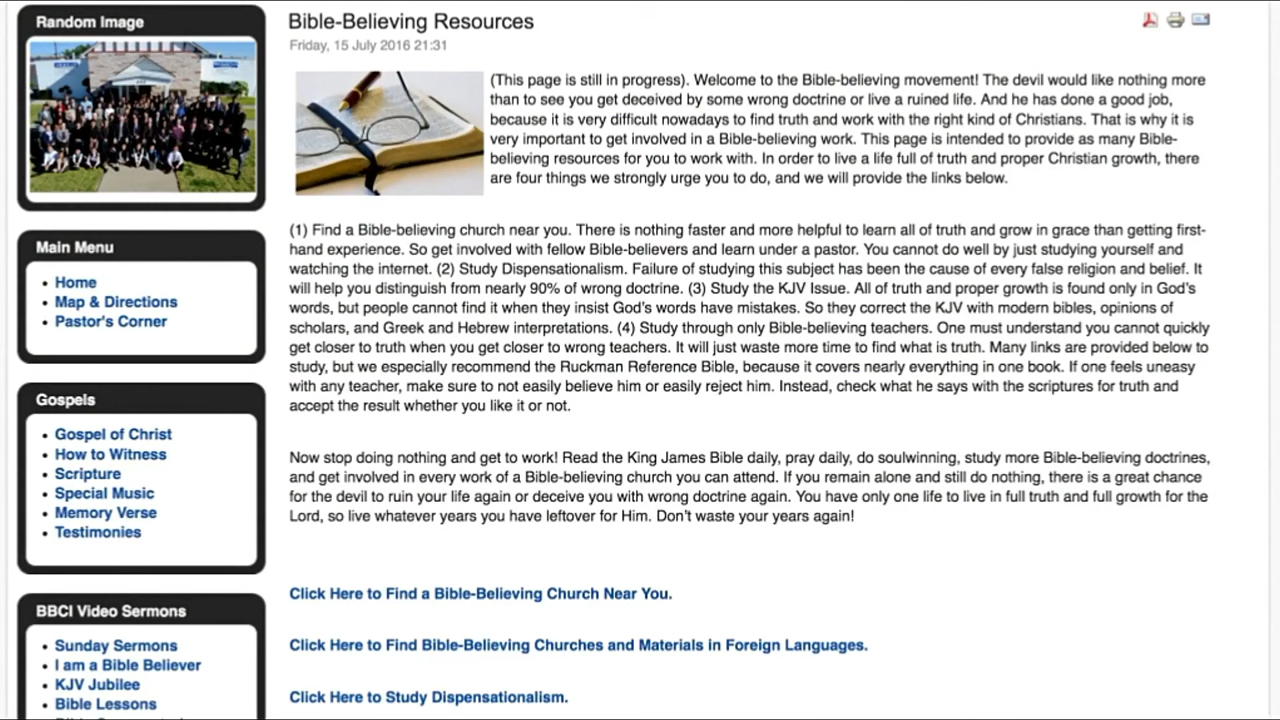 Random Image
Main Menu
Home
Map & Directions
Pastor's Corner
Gospels
Gospel of Christ
How to Witness
Scripture
Special Music
Memory Verse
Testimonies
BBCI Video Sermons
Sunday Sermons
I am a Bible Believer
KJV Jubilee
Bible Lessons
Bible-Believing Resources
Friday, 15 July 2016 21:31
(This page is still in progress). Welcome to the Bible-believing movement! The devil would like nothing more
than to see you get deceived by some wrong doctrine or live a ruined life. And he has done a good job,
because it is very difficult nowadays to find truth and work with the right kind of Christians. That is why it is
very important to get involved in a Bible-believing work. This page is intended to provide as many Bible-
believing resources for you to work with. In order to live a life full of truth and proper Christian growth, there
are four things we strongly urge you to do, and we will provide the links below.
(1) Find a Bible-believing church near you. There is nothing faster and more helpful to learn all of truth and grow in grace than getting first-
hand experience. So get involved with fellow Bible-believers and learn under a pastor. You cannot do well by just studying yourself and
watching the internet. (2) Study Dispensationalism. Failure of studying this subject has been the cause of every false religion and belief. It
will help you distinguish from nearly 90% of wrong doctrine. (3) Study the KJV Issue. All of truth and proper growth is found only in God's
words, but people cannot find it when they insist God's words have mistakes. So they correct the KJV with modern bibles, opinions of
scholars, and Greek and Hebrew interpretations. (4) Study through only Bible-believing teachers. One must understand you cannot quickly
get closer to truth when you get closer to wrong teachers. It will just waste more time to find what is truth. Many links are provided below to
study, but we especially recommend the Ruckman Reference Bible, because it covers nearly everything in one book. If one feels uneasy
with any teacher, make sure to not easily believe him or easily reject him. Instead, check what he says with the scriptures for truth and
accept the result whether you like it or not.
Now stop doing nothing and get to work! Read the King James Bible daily, pray daily, do soulwinning, study more Bible-believing doctrines,
and get involved in every work of a Bible-believing church you can attend. If you remain alone and still do nothing, there is a great chance
for the devil to ruin your life again or deceive you with wrong doctrine again. You have only one life to live in full truth and full growth for the
Lord, so live whatever years you have leftover for Him. Don't waste your years again!
Click Here to Find a Bible-Believing Church Near You.
Click Here to Find Bible-Believing Churches and Materials in Foreign Languages.
Click Here to Study Dispensationalism.